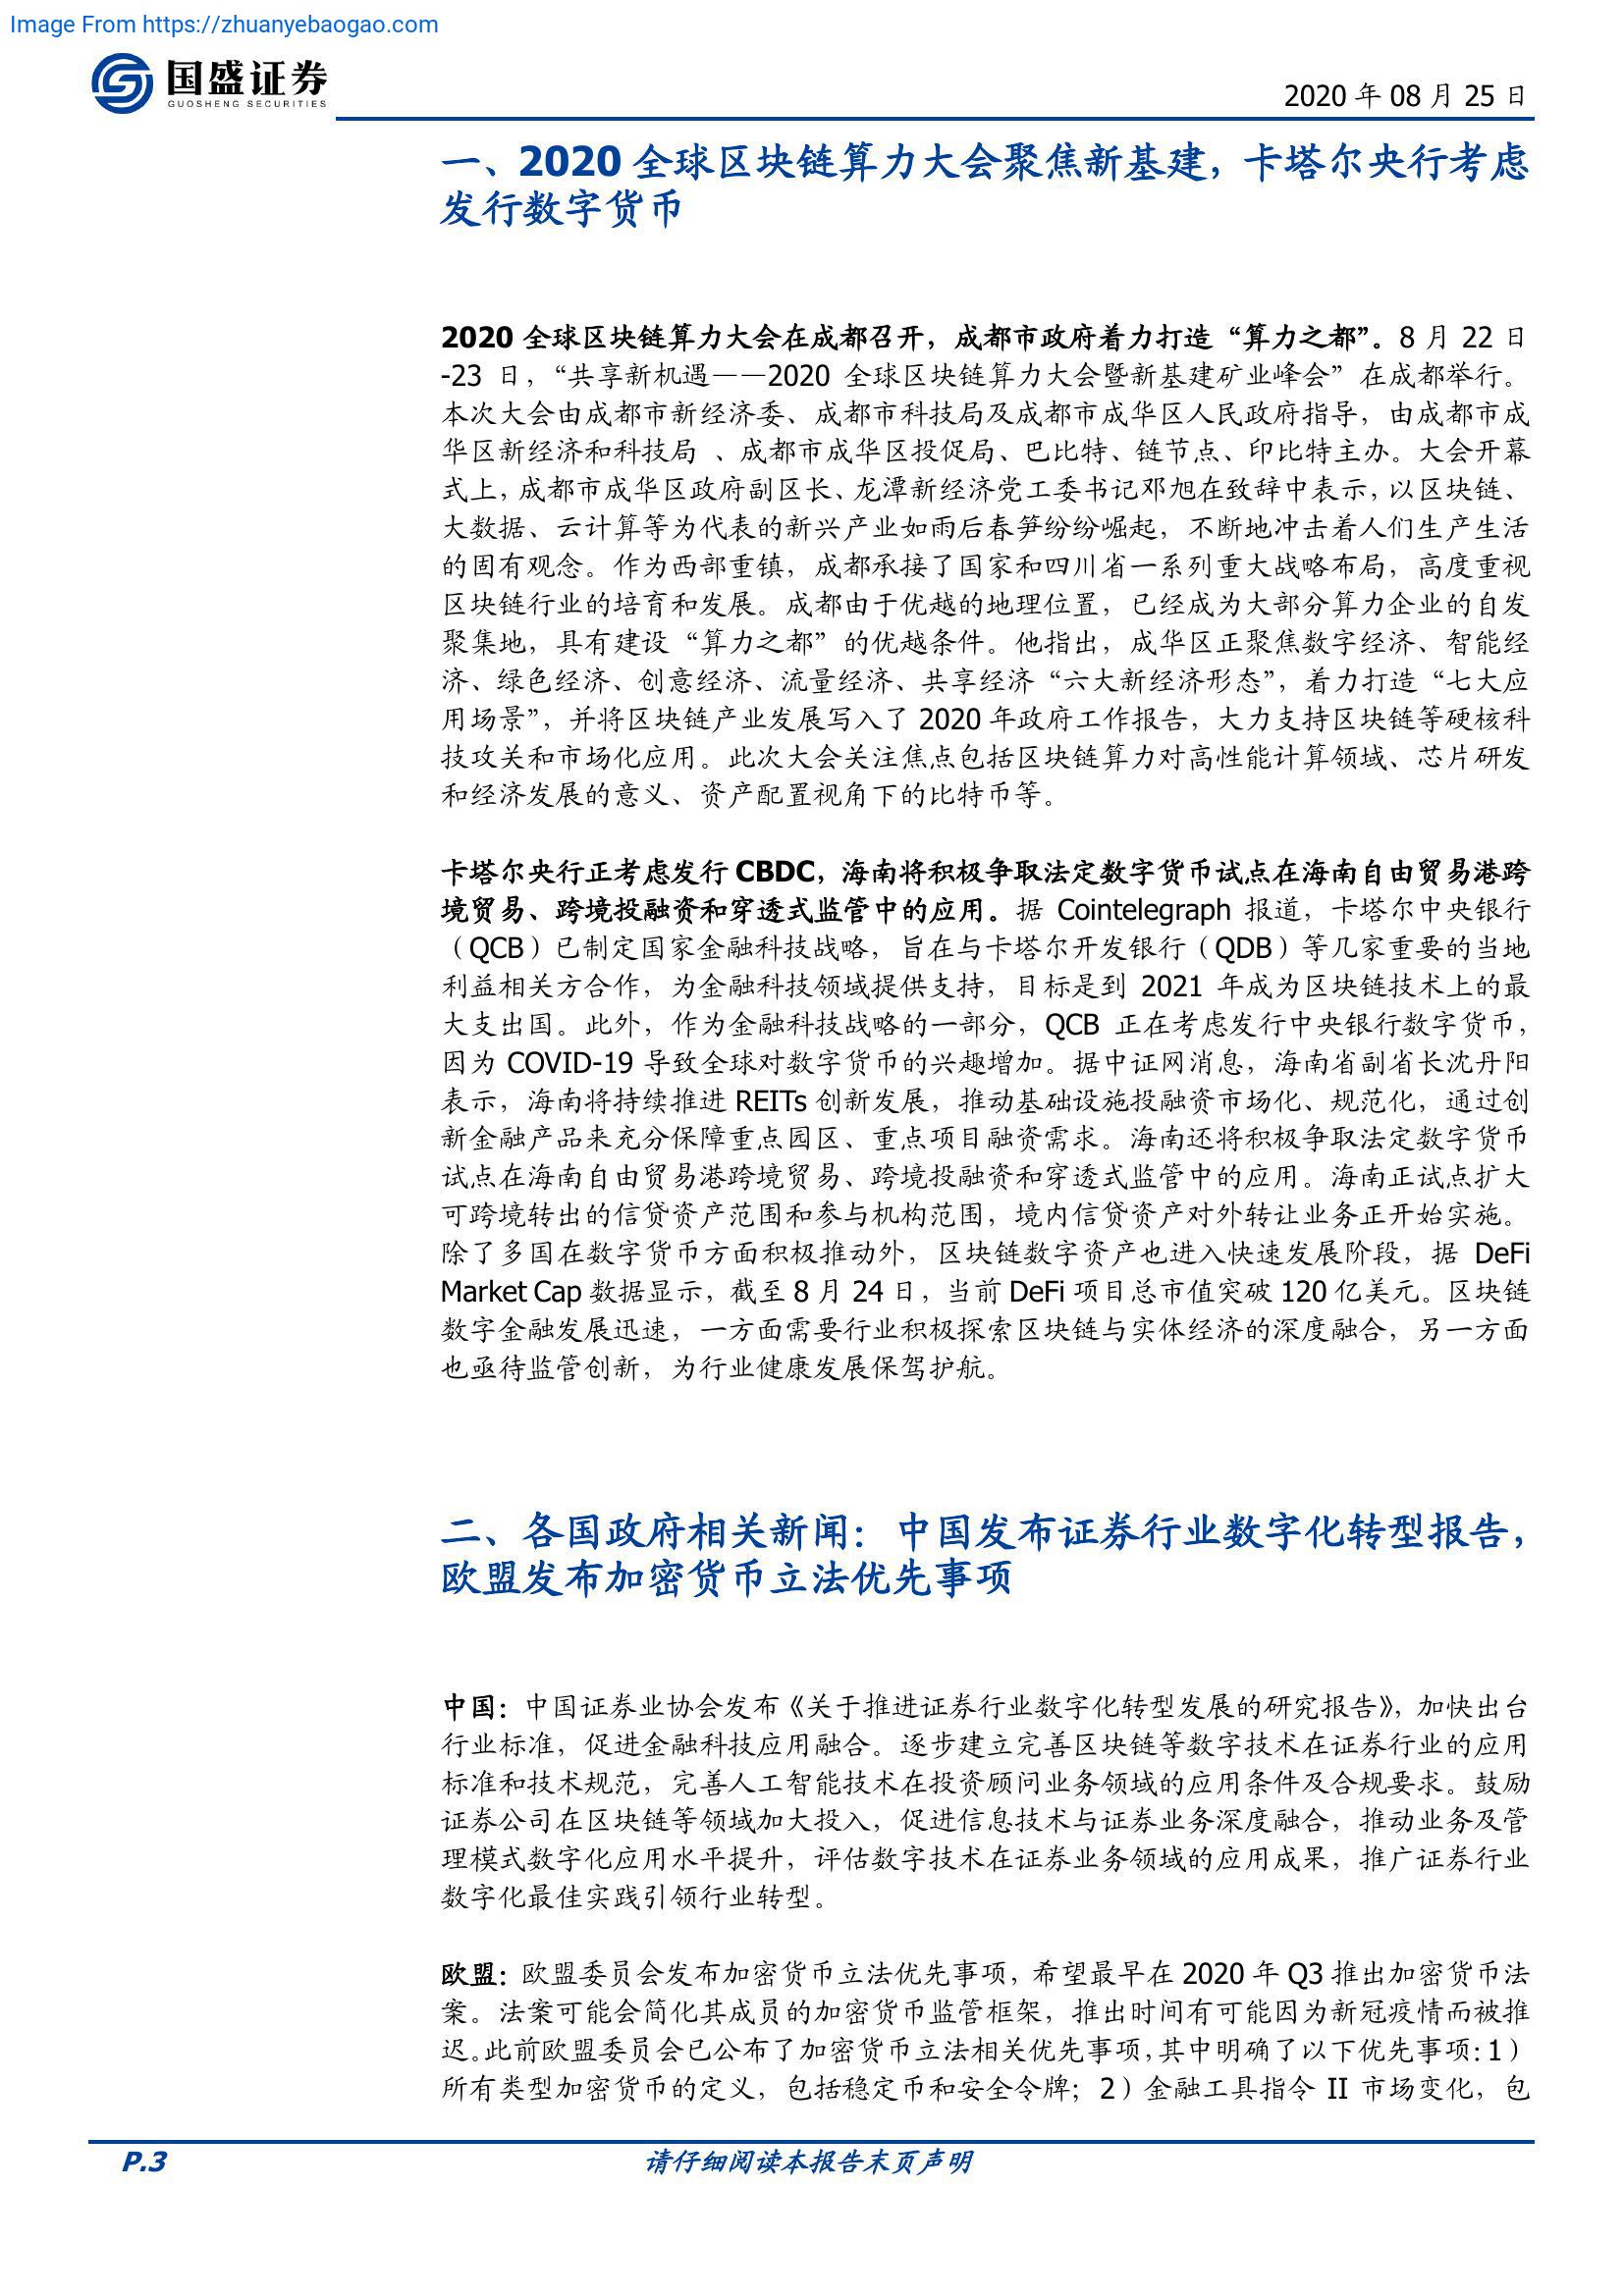 Image From https://zhuanyebaogao.com
国盛证券
GUOSHENG SECURITIES
2020 年 08 月 25 日
一、2020 全球区块链算力大会聚焦新基建，卡塔尔央行考虑
发行数字货币
2020 全球区块链算力大会在成都召开，成都市政府着力打造“算力之都”。8 月 22 日
-23 日，“共享新机遇——2020 全球区块链算力大会暨新基建矿业峰会”在成都举行。
本次大会由成都市新经济委、成都市科技局及成都市成华区人民政府指导，由成都市成
华区新经济和科技局 、成都市成华区投促局、巴比特、链节点、印比特主办。大会开幕
式上，成都市成华区政府副区长、龙潭新经济党工委书记邓旭在致辞中表示，以区块链、
大数据、云计算等为代表的新兴产业如雨后春笋纷纷崛起，不断地冲击着人们生产生活
的固有观念。作为西部重镇，成都承接了国家和四川省一系列重大战略布局，高度重视
区块链行业的培育和发展。成都由于优越的地理位置，已经成为大部分算力企业的自发
聚集地，具有建设“算力之都”的优越条件。他指出，成华区正聚焦数字经济、智能经
济、绿色经济、创意经济、流量经济、共享经济“六大新经济形态”，着力打造“七大应
用场景”，并将区块链产业发展写入了 2020 年政府工作报告，大力支持区块链等硬核科
技攻关和市场化应用。此次大会关注焦点包括区块链算力对高性能计算领域、芯片研发
和经济发展的意义、资产配置视角下的比特币等。
卡塔尔央行正考虑发行 CBDC，海南将积极争取法定数字货币试点在海南自由贸易港跨
境贸易、跨境投融资和穿透式监管中的应用。据 Cointelegraph 报道，卡塔尔中央银行
（QCB）已制定国家金融科技战略，旨在与卡塔尔开发银行（QDB）等几家重要的当地
利益相关方合作，为金融科技领域提供支持，目标是到 2021 年成为区块链技术上的最
大支出国。此外，作为金融科技战略的一部分，QCB 正在考虑发行中央银行数字货币，
因为 COVID-19 导致全球对数字货币的兴趣增加。据中证网消息，海南省副省长沈丹阳
表示，海南将持续推进 REITs 创新发展，推动基础设施投融资市场化、规范化，通过创
新金融产品来充分保障重点园区、重点项目融资需求。海南还将积极争取法定数字货币
试点在海南自由贸易港跨境贸易、跨境投融资和穿透式监管中的应用。海南正试点扩大
可跨境转出的信贷资产范围和参与机构范围，境内信贷资产对外转让业务正开始实施。
除了多国在数字货币方面积极推动外，区块链数字资产也进入快速发展阶段，据 DeFi
Market Cap 数据显示，截至 8 月 24 日，当前 DeFi 项目总市值突破 120 亿美元。区块链
数字金融发展迅速，一方面需要行业积极探索区块链与实体经济的深度融合，另一方面
也亟待监管创新，为行业健康发展保驾护航。
二、各国政府相关新闻：中国发布证券行业数字化转型报告，
欧盟发布加密货币立法优先事项
中国：中国证券业协会发布《关于推进证券行业数字化转型发展的研究报告》，加快出台
行业标准，促进金融科技应用融合。逐步建立完善区块链等数字技术在证券行业的应用
标准和技术规范，完善人工智能技术在投资顾问业务领域的应用条件及合规要求。鼓励
证券公司在区块链等领域加大投入，促进信息技术与证券业务深度融合，推动业务及管
理模式数字化应用水平提升，评估数字技术在证券业务领域的应用成果，推广证券行业
数字化最佳实践引领行业转型。
欧盟：欧盟委员会发布加密货币立法优先事项，希望最早在 2020 年 Q3 推出加密货币法
案。法案可能会简化其成员的加密货币监管框架，推出时间有可能因为新冠疫情而被推
迟。此前欧盟委员会已公布了加密货币立法相关优先事项，其中明确了以下优先事项：1）
所有类型加密货币的定义，包括稳定币和安全令牌；2）金融工具指令 II 市场变化，包
P.3
请仔细阅读本报告末页声明